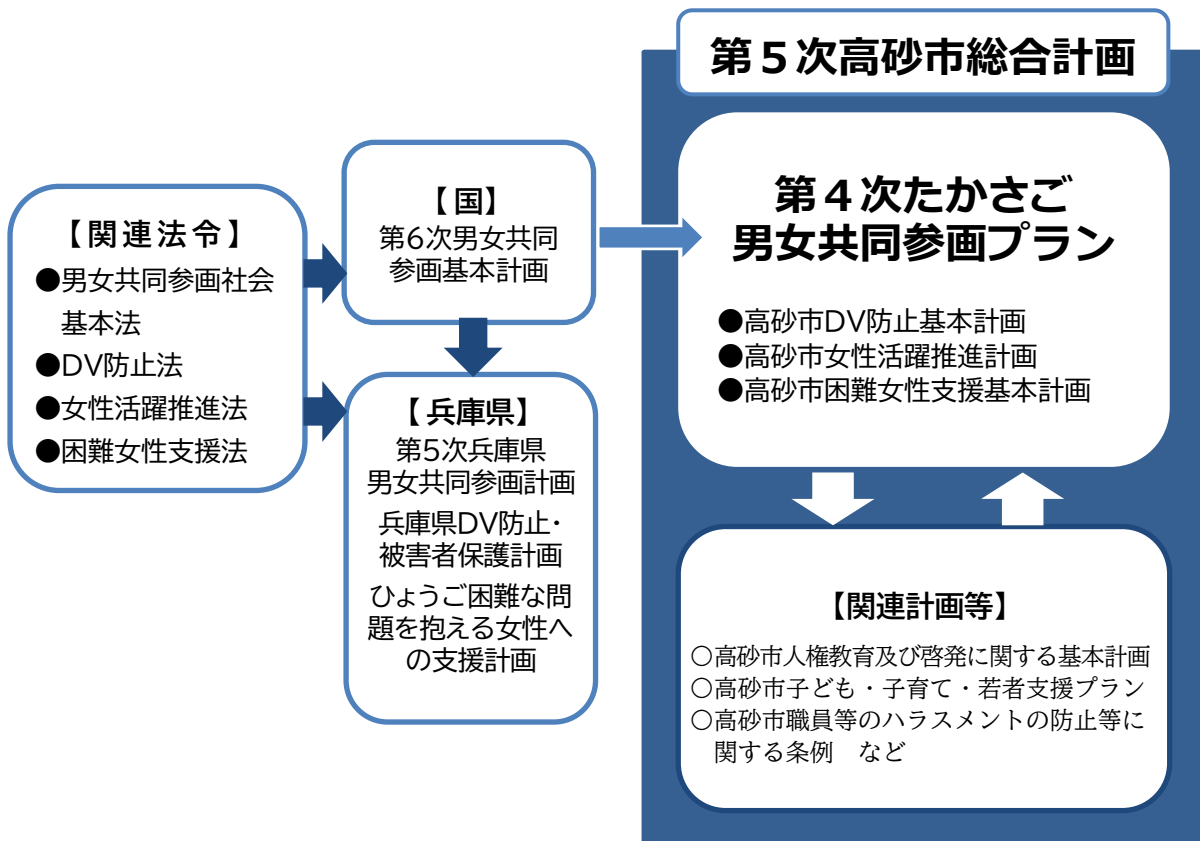 第５次高砂市総合計画
【関連法令】
●男女共同参画社会
基本法
●DV防止法
●女性活躍推進法
●困難女性支援法
【国】
第6次男女共同
参画基本計画
【兵庫県】
第5次兵庫県
男女共同参画計画
兵庫県DV防止・
被害者保護計画
ひょうご困難な問
題を抱える女性へ
の支援計画
第４次たかさご
男女共同参画プラン
●高砂市DV防止基本計画
●高砂市女性活躍推進計画
●高砂市困難女性支援基本計画
【関連計画等】
○高砂市人権教育及び啓発に関する基本計画
○高砂市子ども・子育て・若者支援プラン
○高砂市職員等のハラスメントの防止等に
関する条例　など